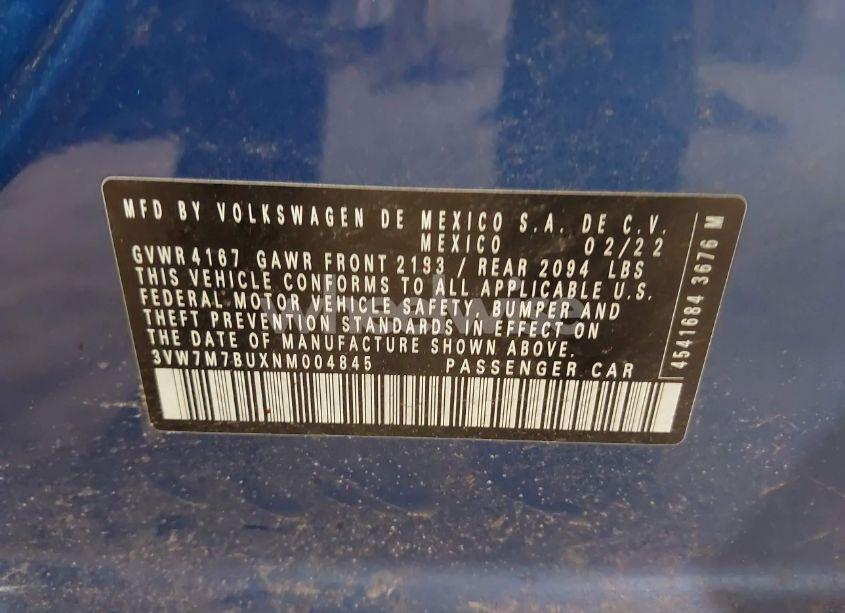 MFD BY VOLKSWAGEN DE MEXICO S.A. DE C.V.
MEXICO 02/22
GVWR 4167 GAWR FRONT 2193 / REAR 2094 LBS
THIS VEHICLE CONFORMS TO ALL APPLICABLE U.S.
FEDERAL MOTOR VEHICLE SAFETY, BUMPER AND
THEFT PREVENTION STANDARDS IN EFFECT ON
THE DATE OF MANUFACTURE SHOWN ABOVE.
3VW7M7BUXNM004845 PASSENGER CAR
4541684 3676 M